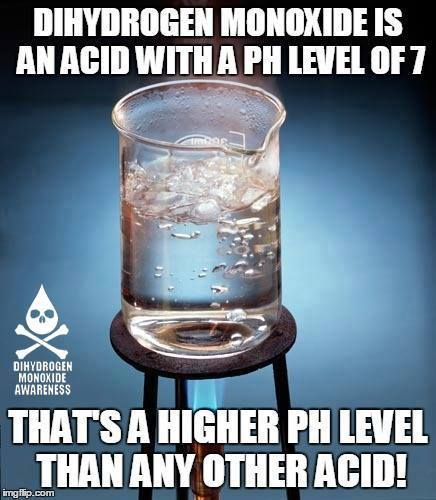 DIHYDROGEN MONOXIDE IS
AN ACID WITH A PH LEVEL OF 7
DIHYDROGEN
MONOXIDE
AWARENESS
THAT'S A HIGHER PH LEVEL
THAN ANY OTHER ACID!
imgflip.com